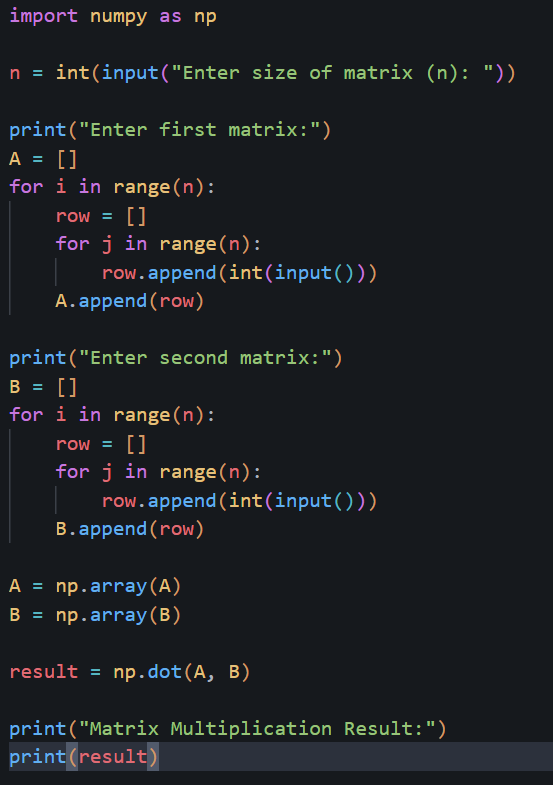 import numpy as np
n = int(input("Enter size of matrix (n): "))
print("Enter first matrix:")
A = []
for i in range(n):
    row = []
    for j in range(n):
        row.append(int(input()))
    A.append(row)
print("Enter second matrix:")
B = []
for i in range(n):
    row = []
    for j in range(n):
        row.append(int(input()))
    B.append(row)
A = np.array(A)
B = np.array(B)
result = np.dot(A, B)
print("Matrix Multiplication Result:")
print(result)